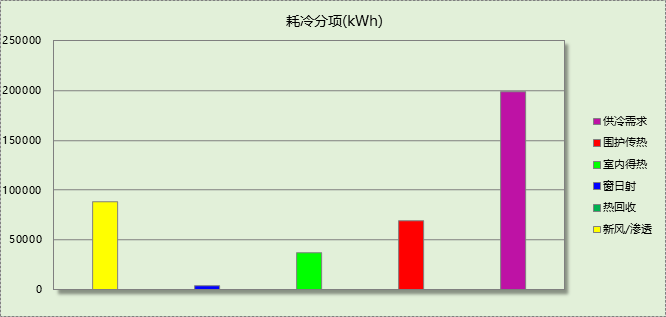 耗冷分项(kWh)
250000
200000
150000
100000
50000
0
供冷需求
围护传热
室内得热
窗日射
热回收
新风/渗透